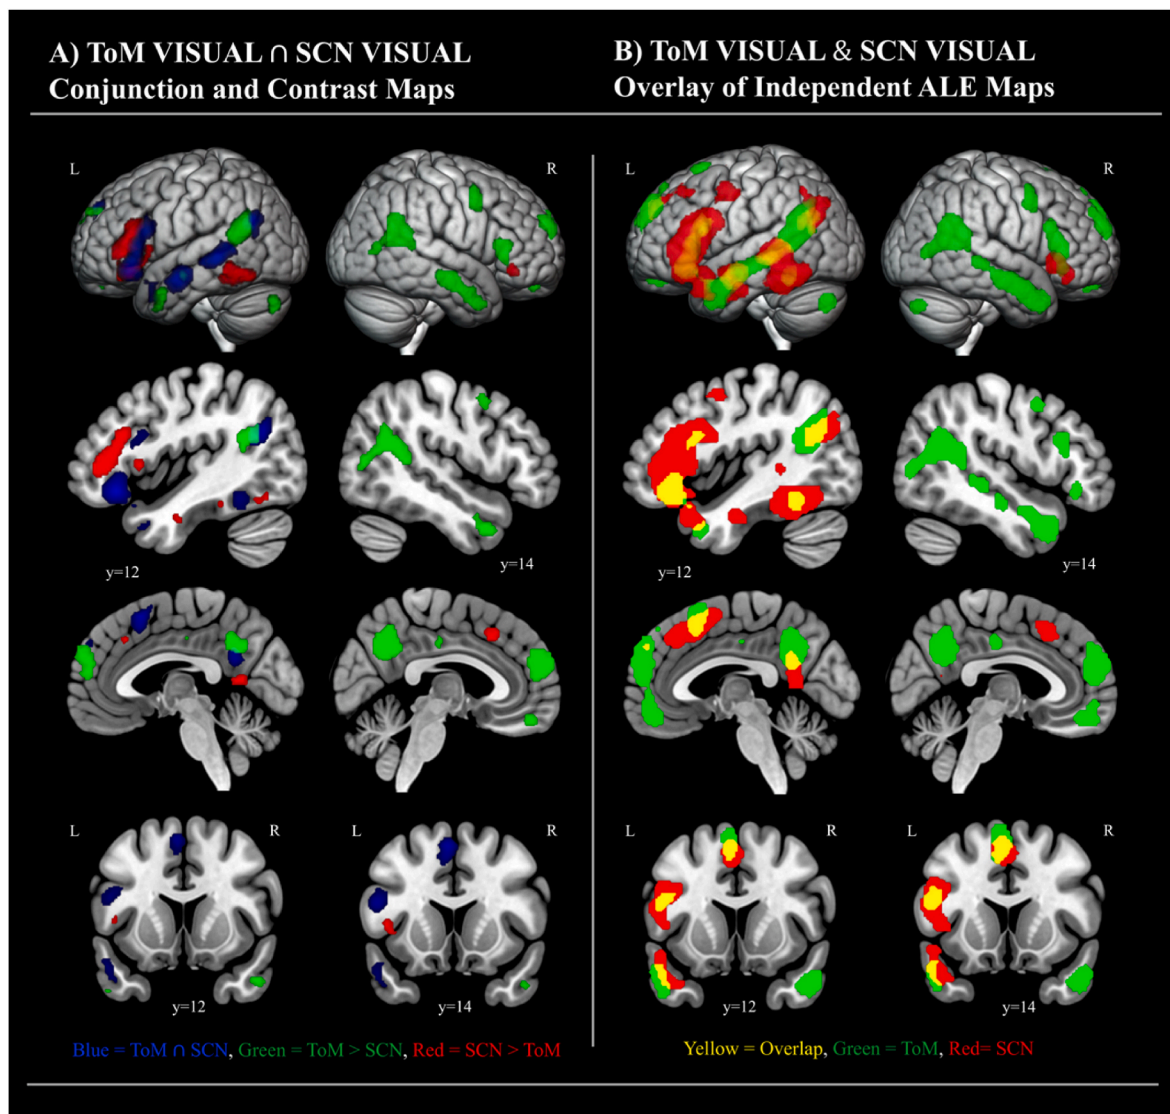 A) ToM VISUAL ∩ SCN VISUAL
Conjunction and Contrast Maps
B) ToM VISUAL & SCN VISUAL
Overlay of Independent ALE Maps
L
R
y=12
y=14
L
R
L
R
y=12
y=14
Blue = ToM ∩ SCN, Green = ToM > SCN, Red = SCN > ToM
L
R
y=12
y=14
L
R
L
R
y=12
y=14
Yellow = Overlap, Green = ToM, Red= SCN